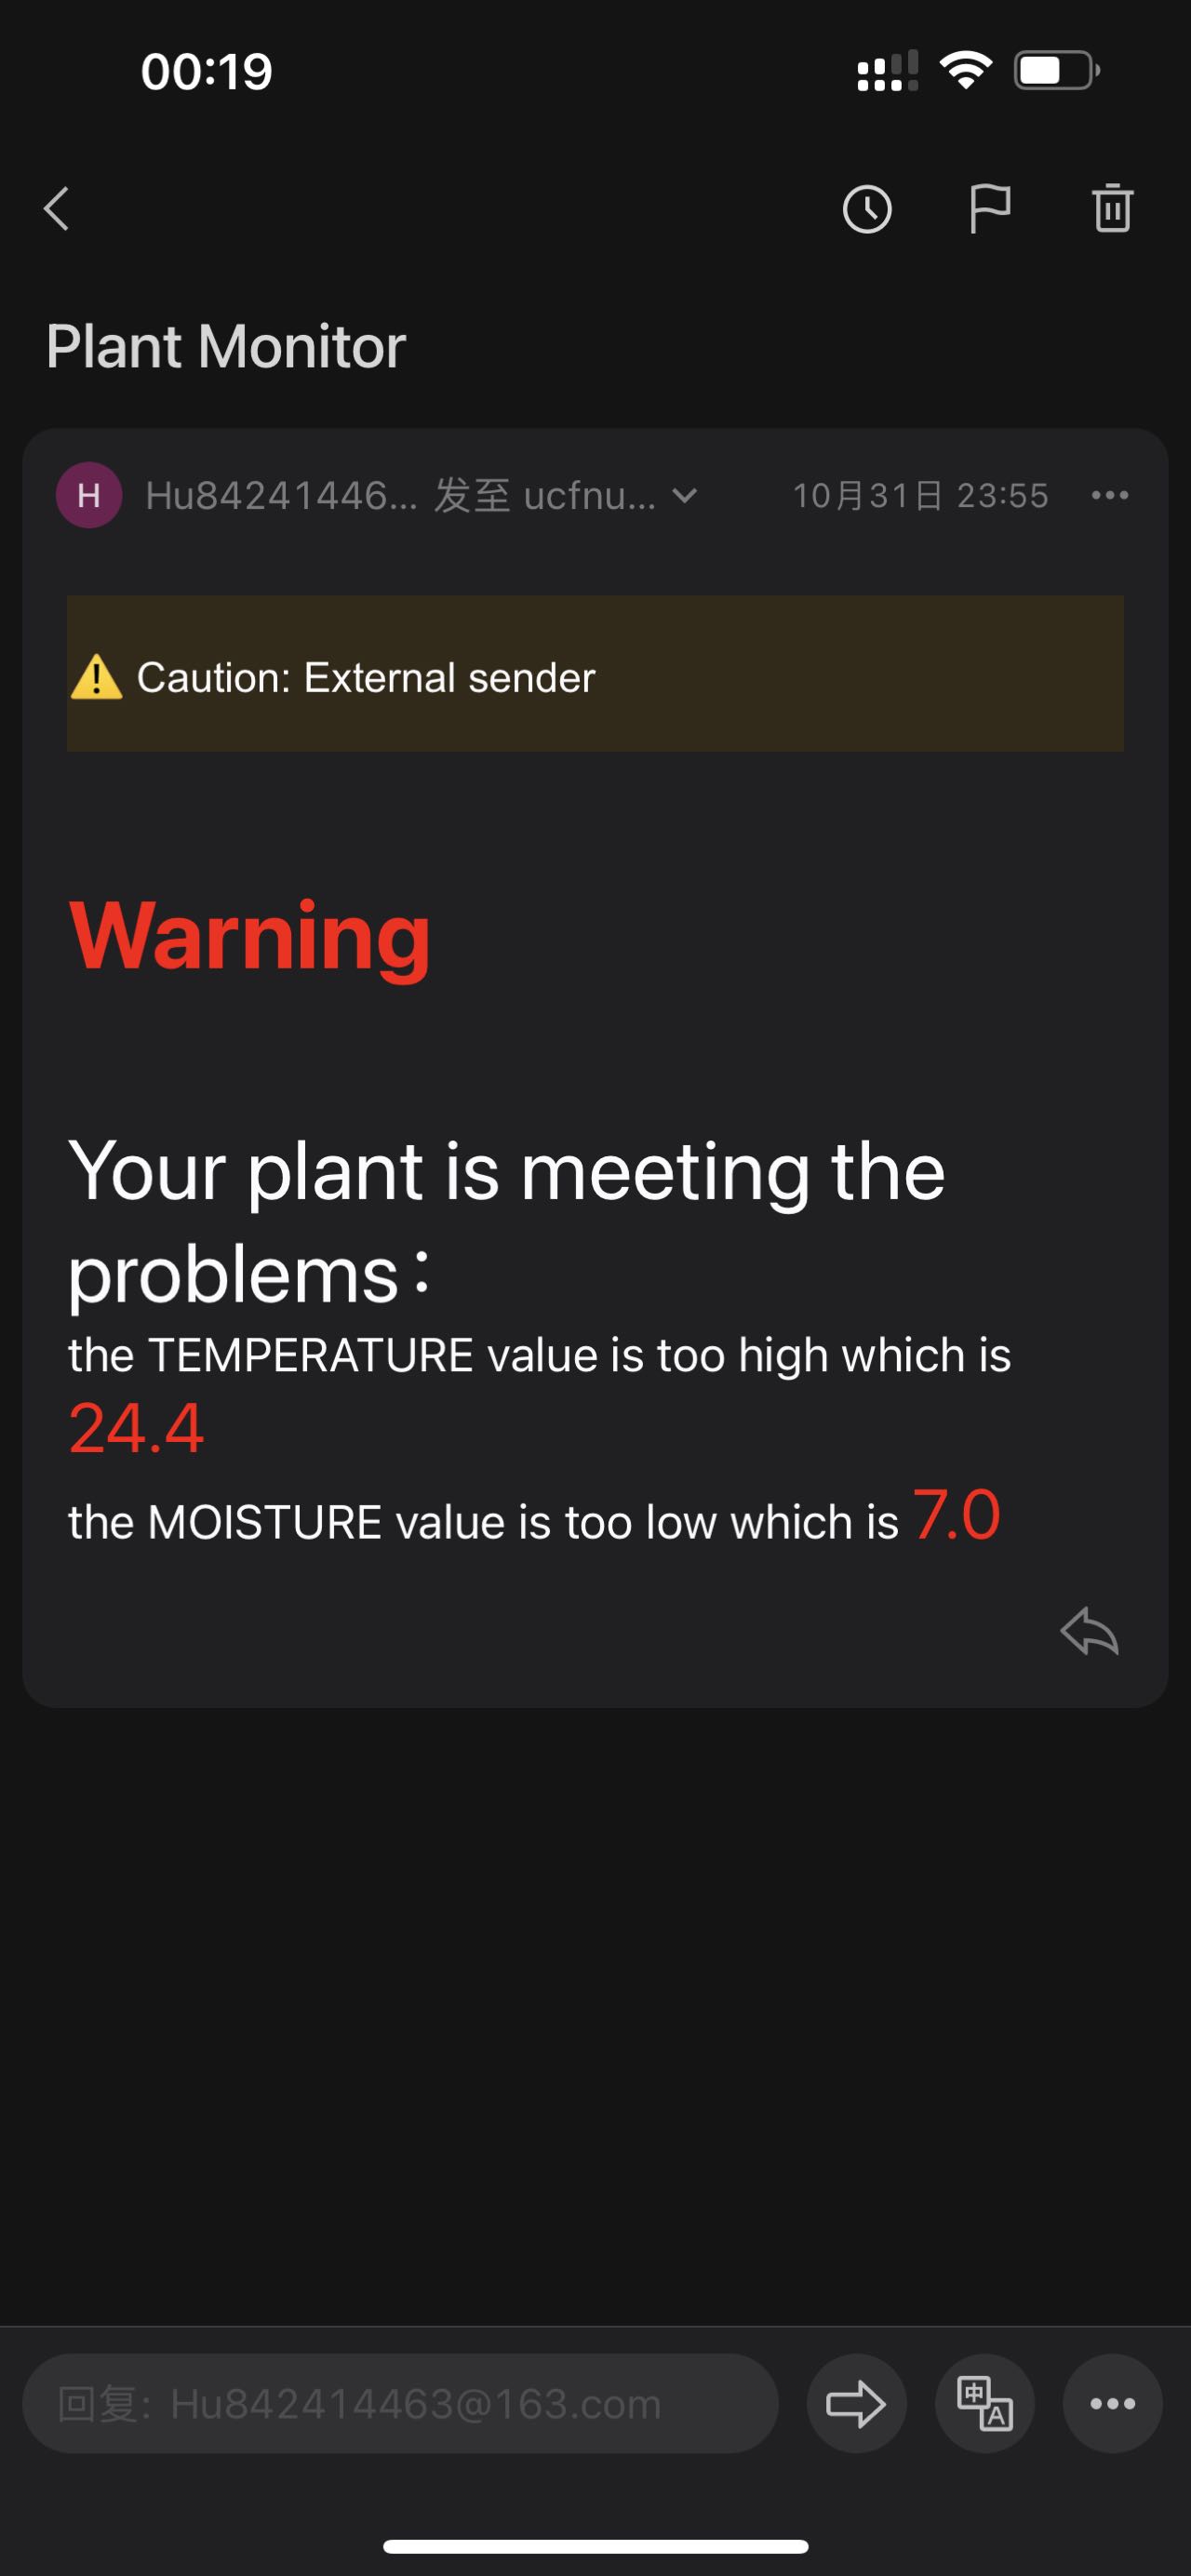 00:19
Plant Monitor
H Hu84241446... 发至 ucfnu... 10月31日 23:55
⚠️ Caution: External sender
Warning
Your plant is meeting the
problems：
the TEMPERATURE value is too high which is
24.4
the MOISTURE value is too low which is 7.0
回复: Hu842414463@163.com
中 A